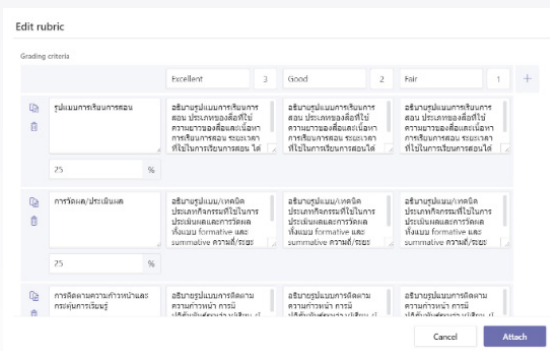 Edit rubric
Grading criteria
Excellent 3 Good 2 Fair 1
รูปแบบการเรียนการสอน
อธิบายรูปแบบการเรียนการ
สอน ประเภทของสื่อที่ใช้
ความยาวของสื่อและเนื้อหา
การเรียนการสอน ระยะเวลา
ที่ใช้ในการเรียนการสอนได้
อธิบายรูปแบบการเรียนการ
สอน ประเภทของสื่อที่ใช้
ความยาวของสื่อและเนื้อหา
การเรียนการสอน ระยะเวลา
ที่ใช้ในการเรียนการสอนได้
อธิบายรูปแบบการเรียนการ
สอน ประเภทของสื่อที่ใช้
ความยาวของสื่อและเนื้อหา
การเรียนการสอน ระยะเวลา
ที่ใช้ในการเรียนการสอนได้
25 %
การวัดผล/ประเมินผล
อธิบายรูปแบบ/เทคนิค
ประเภทกิจกรรมที่ใช้ในการ
ประเมินผลและการวัดผล
ทั้งแบบ formative และ
summative ความถี่/ระยะ
อธิบายรูปแบบ/เทคนิค
ประเภทกิจกรรมที่ใช้ในการ
ประเมินผลและการวัดผล
ทั้งแบบ formative และ
summative ความถี่/ระยะ
อธิบายรูปแบบ/เทคนิค
ประเภทกิจกรรมที่ใช้ในการ
ประเมินผลและการวัดผล
ทั้งแบบ formative และ
summative ความถี่/ระยะ
25 %
การติดตามความก้าวหน้าและ
กระตุ้นการเรียนรู้
อธิบายรูปแบบการติดตาม
ความก้าวหน้า การมี
อธิบายรูปแบบการติดตาม
ความก้าวหน้า การมี
อธิบายรูปแบบการติดตาม
ความก้าวหน้า การมี
Cancel Attach